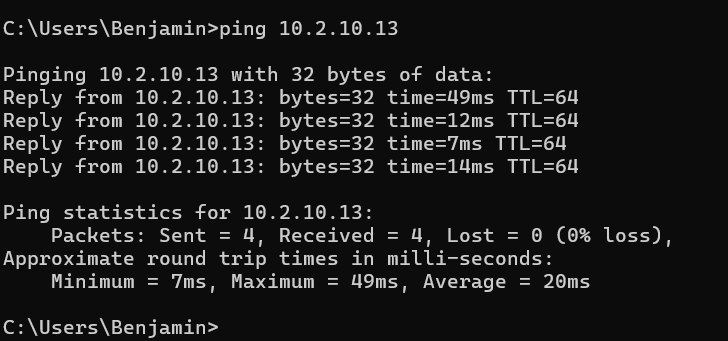 C:\Users\Benjamin>ping 10.2.10.13
Pinging 10.2.10.13 with 32 bytes of data:
Reply from 10.2.10.13: bytes=32 time=49ms TTL=64
Reply from 10.2.10.13: bytes=32 time=12ms TTL=64
Reply from 10.2.10.13: bytes=32 time=7ms TTL=64
Reply from 10.2.10.13: bytes=32 time=14ms TTL=64
Ping statistics for 10.2.10.13:
    Packets: Sent = 4, Received = 4, Lost = 0 (0% loss),
Approximate round trip times in milli-seconds:
    Minimum = 7ms, Maximum = 49ms, Average = 20ms
C:\Users\Benjamin>